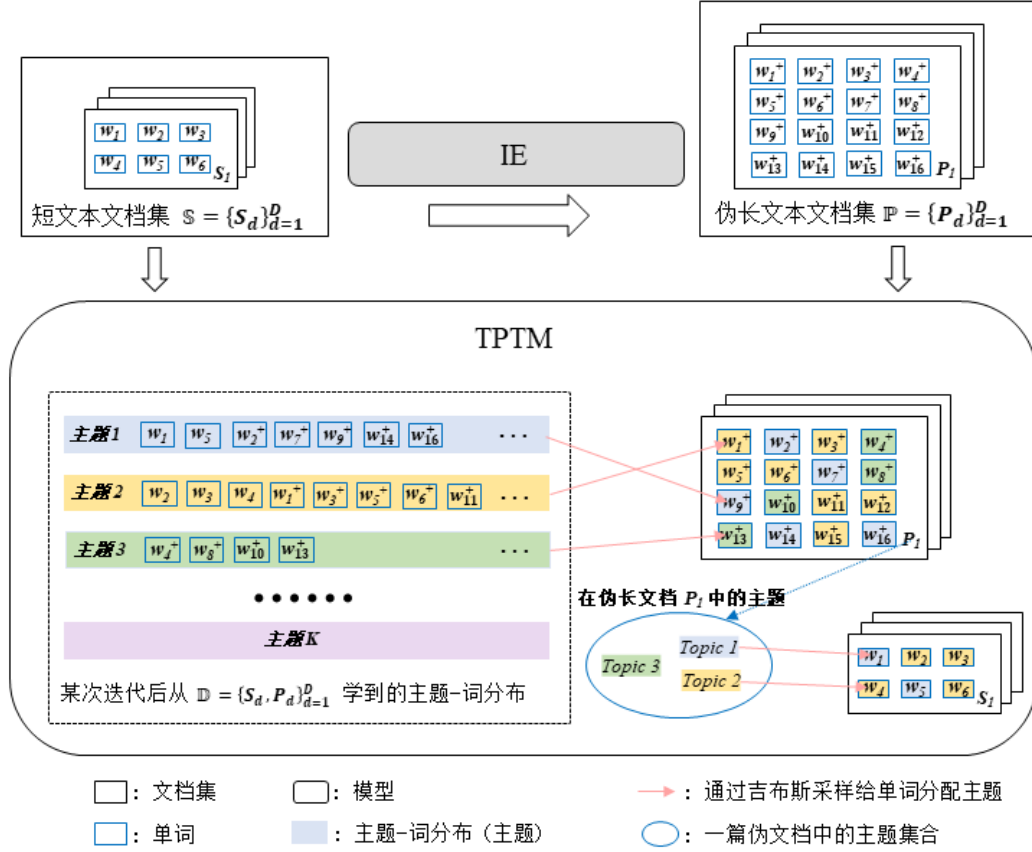 w₁ w₂ w₃
w₄ w₅ w₆ S₁
短文本文档集 𝕊 = {S_d}_{d=1}^{D}
IE
w₁⁺ w₂⁺ w₃⁺ w₄⁺
w₅⁺ w₆⁺ w₇⁺ w₈⁺
w₉⁺ w₁₀⁺ w₁₁⁺ w₁₂⁺
w₁₃⁺ w₁₄⁺ w₁₅⁺ w₁₆⁺ P₁
伪长文本文档集 ℙ = {P_d}_{d=1}^{D}
TPTM
主题1 w₁ w₅ w₂⁺ w₇⁺ w₉⁺ w₁₄⁺ w₁₆⁺ ···
主题2 w₂ w₃ w₄ w₁⁺ w₃⁺ w₅⁺ w₆⁺ w₁₁⁺ ···
主题3 w₄⁺ w₈⁺ w₁₀⁺ w₁₃⁺ ···
••••••
主题K
某次迭代后从 𝔻 = {S_d, P_d}_{d=1}^{D} 学到的主题-词分布
w₁⁺ w₂⁺ w₃⁺ w₄⁺
w₅⁺ w₆⁺ w₇⁺ w₈⁺
w₉⁺ w₁₀⁺ w₁₁⁺ w₁₂⁺
w₁₃⁺ w₁₄⁺ w₁₅⁺ w₁₆⁺ P₁
在伪长文档 P₁ 中的主题
Topic 1
Topic 3
Topic 2
w₁ w₂ w₃
w₄ w₅ w₆ S₁
：文档集 ：模型 ：通过吉布斯采样给单词分配主题
：单词 ：主题-词分布（主题） ：一篇伪文档中的主题集合